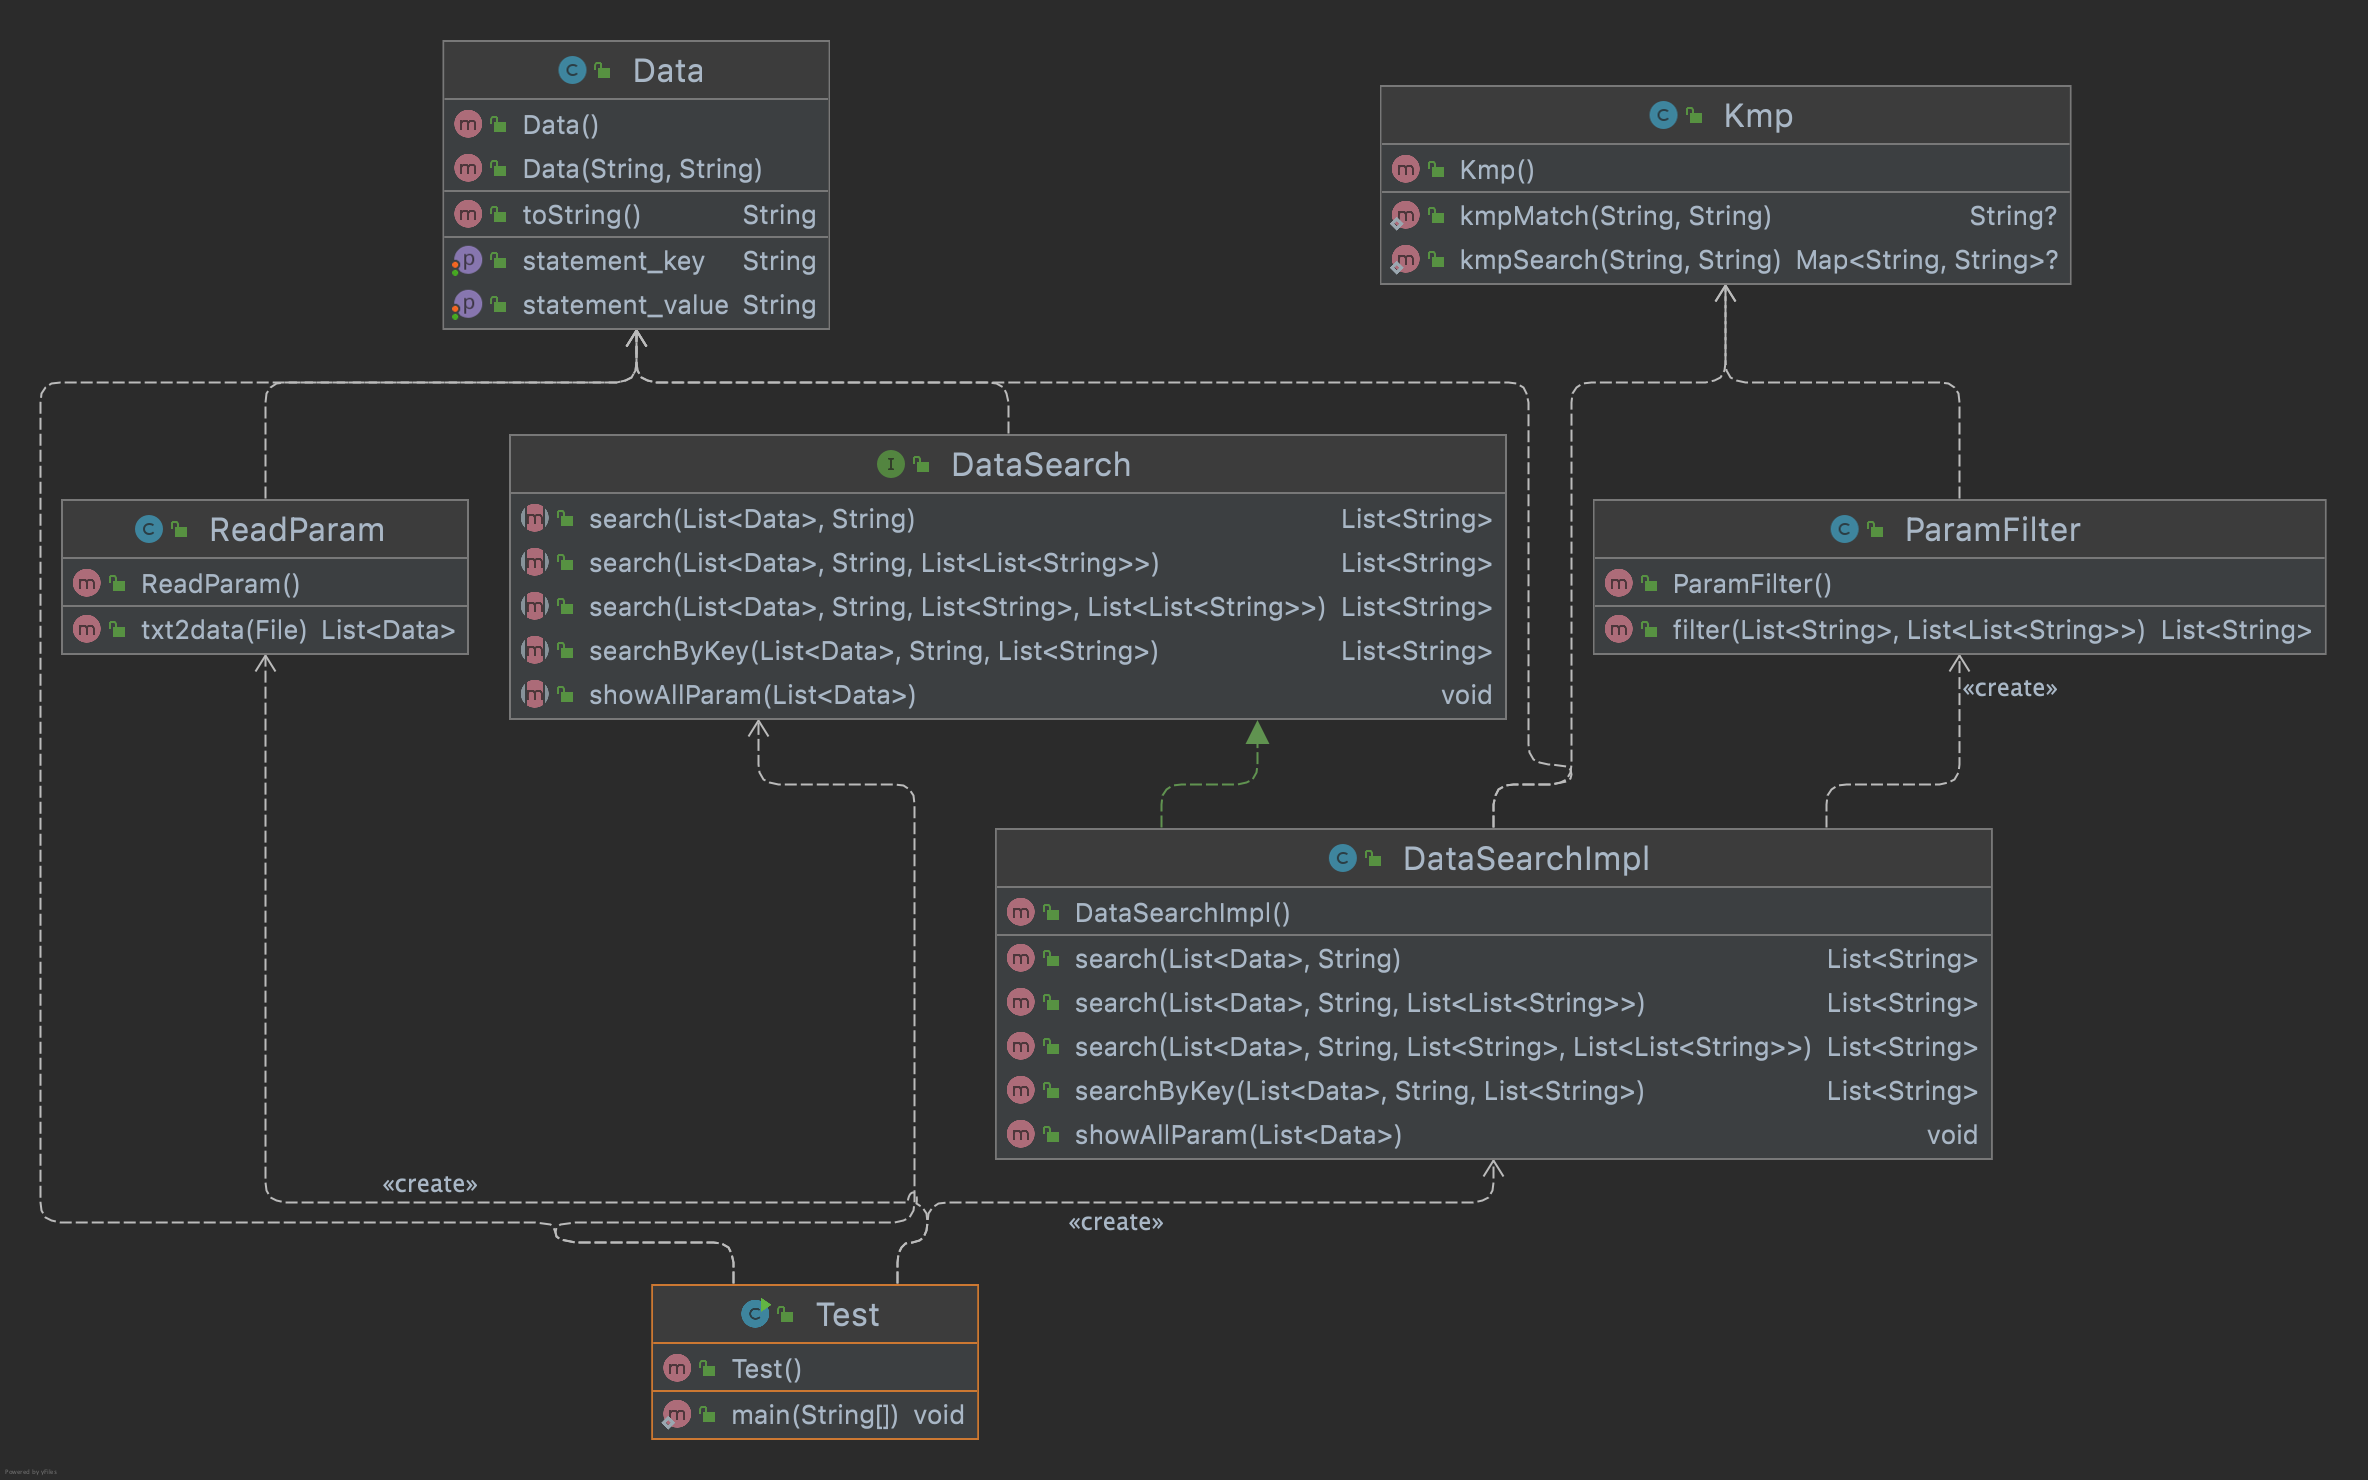 Data
Data()
Data(String, String)
toString() String
statement_key String
statement_value String
Kmp
Kmp()
kmpMatch(String, String) String?
kmpSearch(String, String) Map<String, String>?
DataSearch
search(List<Data>, String) List<String>
search(List<Data>, String, List<List<String>>) List<String>
search(List<Data>, String, List<String>, List<List<String>>) List<String>
searchByKey(List<Data>, String, List<String>) List<String>
showAllParam(List<Data>) void
ReadParam
ReadParam()
txt2data(File) List<Data>
ParamFilter
ParamFilter()
filter(List<String>, List<List<String>>) List<String>
«create»
DataSearchImpl
DataSearchImpl()
search(List<Data>, String) List<String>
search(List<Data>, String, List<List<String>>) List<String>
search(List<Data>, String, List<String>, List<List<String>>) List<String>
searchByKey(List<Data>, String, List<String>) List<String>
showAllParam(List<Data>) void
«create»
«create»
Test
Test()
main(String[]) void
Powered by yFiles